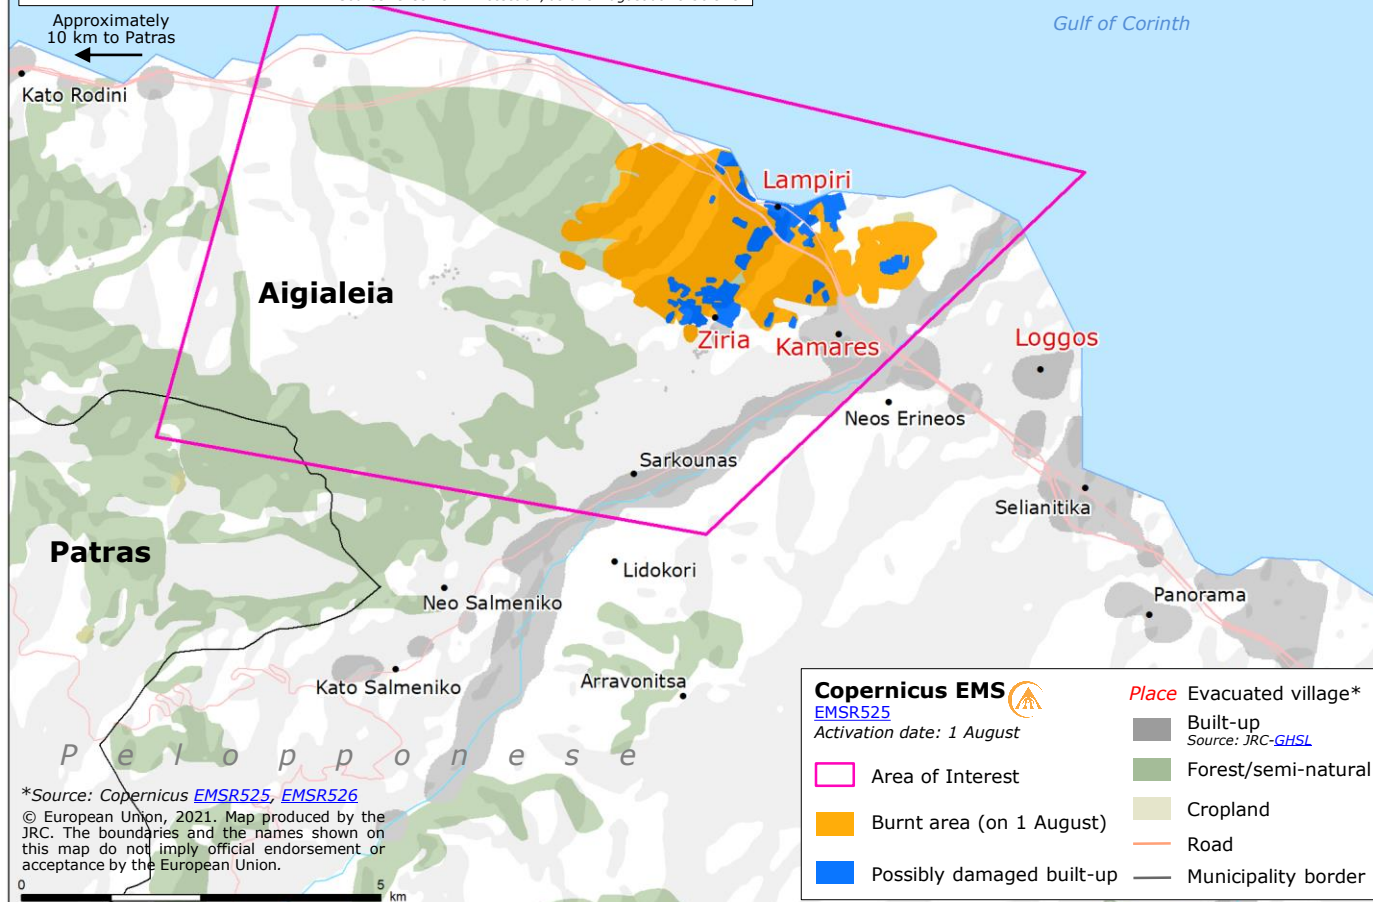 Gulf of Corinth
Approximately
10 km to Patras
Kato Rodini
Lampiri
Aigialeia
Ziria
Kamares
Loggos
Neos Erineos
Sarkounas
Selianitika
Patras
Lidokori
Neo Salmeniko
Panorama
Kato Salmeniko
Arravonitsa
Peloponnese
*Source: Copernicus EMSR525, EMSR526
© European Union, 2021. Map produced by the
JRC. The boundaries and the names shown on
this map do not imply official endorsement or
acceptance by the European Union.
0 5
km
Copernicus EMS
EMSR525
Activation date: 1 August
Area of Interest
Burnt area (on 1 August)
Possibly damaged built-up
Place Evacuated village*
Built-up
Source: JRC-GHSL
Forest/semi-natural
Cropland
Road
Municipality border